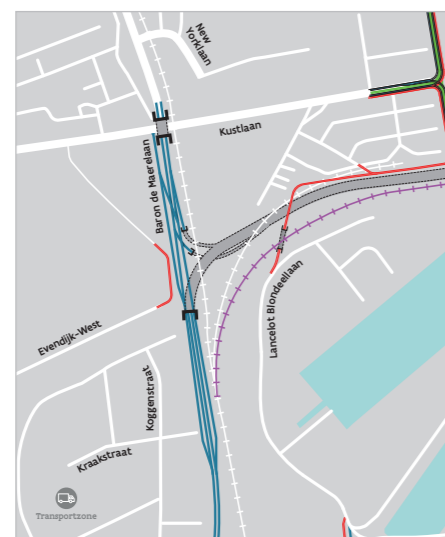 New
Yorklaan
Kustlaan
Baron de Maerelaan
Lancelot Blondeellaan
Evendijk-West
Koggenstraat
Kraakstraat
Transportzone